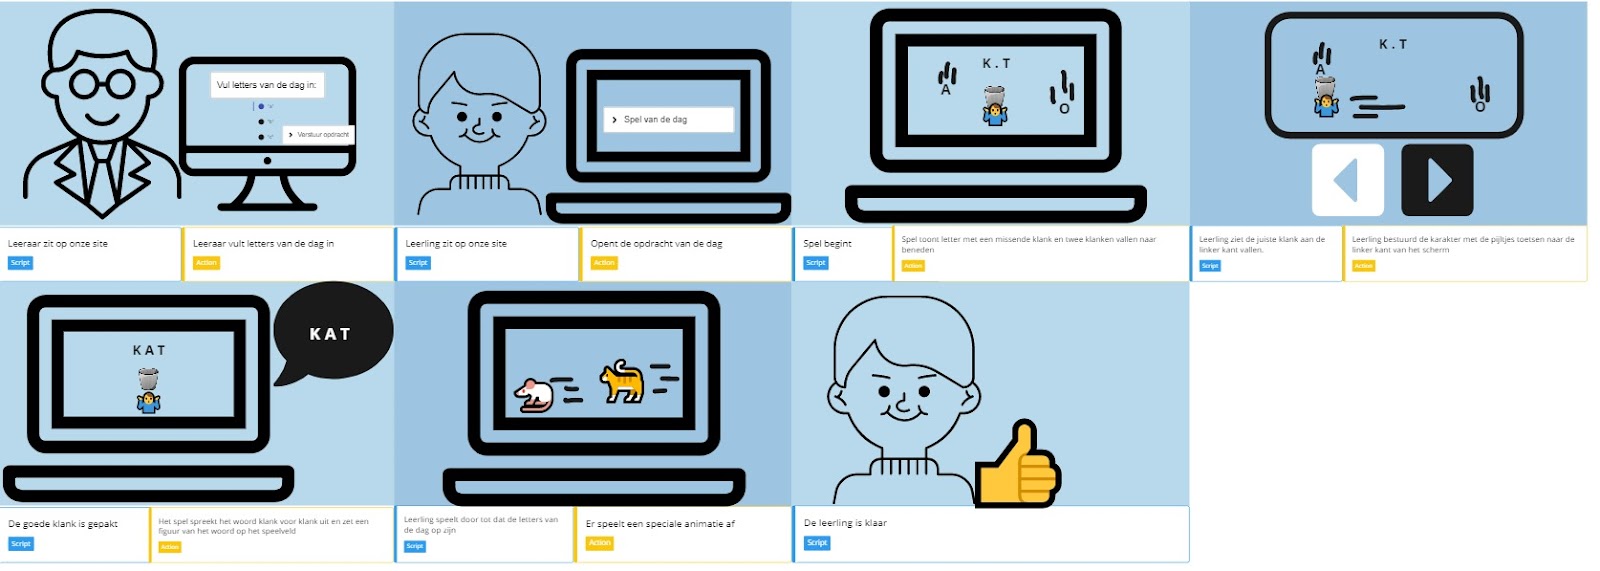 Vul letters van de dag in:
Verstuur opdracht
Leeraar zit op onze site
Script
Leeraar vult letters van de dag in
Action
Spel van de dag
Leerling zit op onze site
Script
Opent de opdracht van de dag
Action
K . T
A
O
Spel begint
Script
Spel toont letter met een missende klank en twee klanken vallen naar
beneden
Action
K . T
A
O
Leerling ziet de juiste klank aan de
linker kant vallen.
Script
Leerling bestuurd de karakter met de pijltjes toetsen naar de
linker kant van het scherm
Action
K A T
K A T
De goede klank is gepakt
Script
Het spel spreekt het woord klank voor klank uit en zet een
figuur van het woord op het speelveld
Action
Leerling speelt door tot dat de letters van
de dag op zijn
Script
Er speelt een speciale animatie af
Action
De leerling is klaar
Script